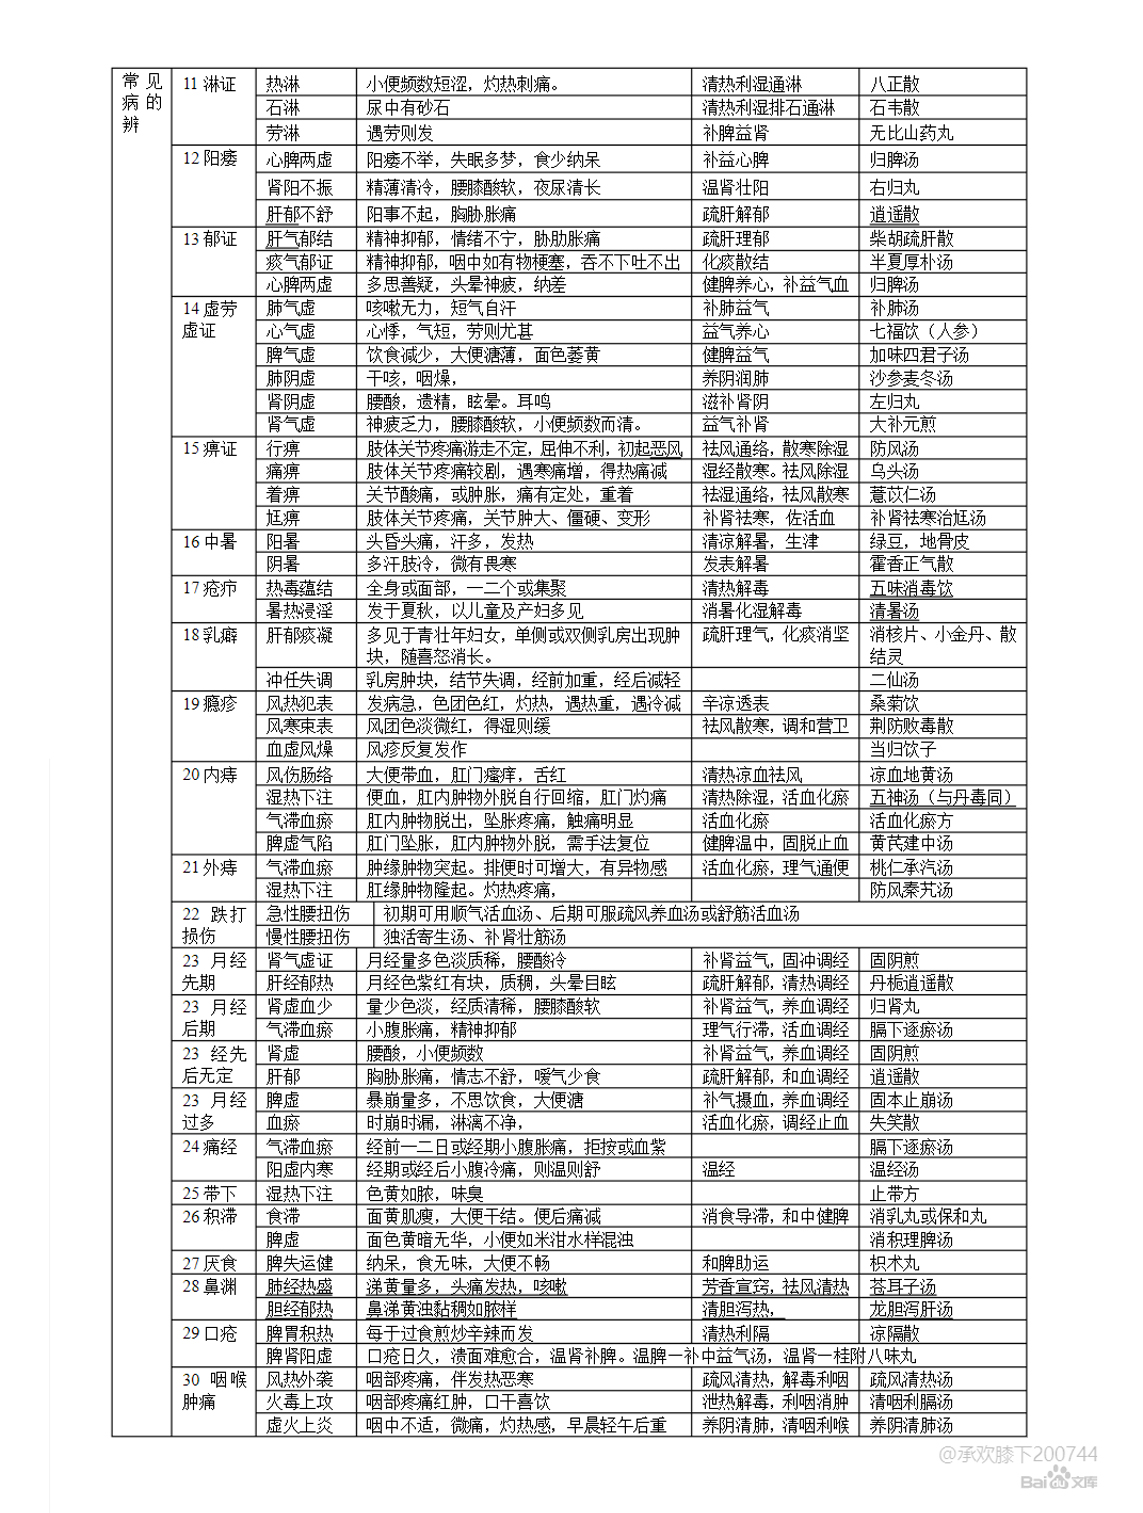 常见病的辨
11 淋证 热淋 小便频数短涩，灼热刺痛。 清热利湿通淋 八正散
石淋 尿中有砂石 清热利湿排石通淋 石韦散
劳淋 遇劳则发 补脾益肾 无比山药丸
12 阳痿 心脾两虚 阳痿不举，失眠多梦，食少纳呆 补益心脾 归脾汤
肾阳不振 精薄清冷，腰膝酸软，夜尿清长 温肾壮阳 右归丸
肝郁不舒 阳事不起，胸胁胀痛 疏肝解郁 逍遥散
13 郁证 肝气郁结 精神抑郁，情绪不宁，胁肋胀痛 疏肝理郁 柴胡疏肝散
痰气郁证 精神抑郁，咽中如有物梗塞，吞不下吐不出 化痰散结 半夏厚朴汤
心脾两虚 多思善疑，头晕神疲，纳差 健脾养心，补益气血 归脾汤
14 虚劳虚证 肺气虚 咳嗽无力，短气自汗 补肺益气 补肺汤
心气虚 心悸，气短，劳则尤甚 益气养心 七福饮（人参）
脾气虚 饮食减少，大便溏薄，面色萎黄 健脾益气 加味四君子汤
肺阴虚 干咳，咽燥， 养阴润肺 沙参麦冬汤
肾阴虚 腰酸，遗精，眩晕。耳鸣 滋补肾阴 左归丸
肾气虚 神疲乏力，腰膝酸软，小便频数而清。 益气补肾 大补元煎
15 痹证 行痹 肢体关节疼痛游走不定，屈伸不利，初起恶风 祛风通络，散寒除湿 防风汤
痛痹 肢体关节疼痛较剧，遇寒痛增，得热痛减 湿经散寒。祛风除湿 乌头汤
着痹 关节酸痛，或肿胀，痛有定处，重着 祛湿通络，祛风散寒 薏苡仁汤
尪痹 肢体关节疼痛，关节肿大、僵硬、变形 补肾祛寒，佐活血 补肾祛寒治尪汤
16 中暑 阳暑 头昏头痛，汗多，发热 清凉解暑，生津 绿豆，地骨皮
阴暑 多汗肢冷，微有畏寒 发表解暑 藿香正气散
17 疮疖 热毒蕴结 全身或面部，一二个或集聚 清热解毒 五味消毒饮
暑热浸淫 发于夏秋，以儿童及产妇多见 消暑化湿解毒 清暑汤
18 乳癖 肝郁痰凝 多见于青壮年妇女，单侧或双侧乳房出现肿 疏肝理气，化痰消坚 消核片、小金丹、散
块，随喜怒消长。 结灵
冲任失调 乳房肿块，结节失调，经前加重，经后减轻 二仙汤
19 瘾疹 风热犯表 发病急，色团色红，灼热，遇热重，遇冷减 辛凉透表 桑菊饮
风寒束表 风团色淡微红，得湿则缓 祛风散寒，调和营卫 荆防败毒散
血虚风燥 风疹反复发作 当归饮子
20 内痔 风伤肠络 大便带血，肛门瘙痒，舌红 清热凉血祛风 凉血地黄汤
湿热下注 便血，肛内肿物外脱自行回缩，肛门灼痛 清热除湿，活血化瘀 五神汤（与丹毒同）
气滞血瘀 肛内肿物脱出，坠胀疼痛，触痛明显 活血化瘀 活血化瘀方
脾虚气陷 肛门坠胀，肛内肿物外脱，需手法复位 健脾温中，固脱止血 黄芪建中汤
21 外痔 气滞血瘀 肿缘肿物突起。排便时可增大，有异物感 活血化瘀，理气通便 桃仁承汽汤
湿热下注 肛缘肿物隆起。灼热疼痛， 防风秦艽汤
22 跌打损伤 急性腰扭伤 初期可用顺气活血汤、后期可服疏风养血汤或舒筋活血汤
慢性腰扭伤 独活寄生汤、补肾壮筋汤
23 月经先期 肾气虚证 月经量多色淡质稀，腰酸冷 补肾益气，固冲调经 固阴煎
肝经郁热 月经色紫红有块，质稠，头晕目眩 疏肝解郁，清热调经 丹栀逍遥散
23 月经后期 肾虚血少 量少色淡，经质清稀，腰膝酸软 补肾益气，养血调经 归肾丸
气滞血瘀 小腹胀痛，精神抑郁 理气行滞，活血调经 膈下逐瘀汤
23 经先后无定 肾虚 腰酸，小便频数 补肾益气，养血调经 固阴煎
肝郁 胸胁胀痛，情志不舒，嗳气少食 疏肝解郁，和血调经 逍遥散
23 月经过多 脾虚 暴崩量多，不思饮食，大便溏 补气摄血，养血调经 固本止崩汤
血瘀 时崩时漏，淋漓不净， 活血化瘀，调经止血 失笑散
24 痛经 气滞血瘀 经前一二日或经期小腹胀痛，拒按或血紫 膈下逐瘀汤
阳虚内寒 经期或经后小腹冷痛，则温则舒 温经 温经汤
25 带下 湿热下注 色黄如脓，味臭 止带方
26 积滞 食滞 面黄肌瘦，大便干结。便后痛减 消食导滞，和中健脾 消乳丸或保和丸
脾虚 面色黄暗无华，小便如米泔水样混浊 消积理脾汤
27 厌食 脾失运健 纳呆，食无味，大便不畅 和脾助运 枳术丸
28 鼻渊 肺经热盛 涕黄量多，头痛发热，咳嗽 芳香宣窍，祛风清热 苍耳子汤
胆经郁热 鼻涕黄浊黏稠如脓样 清胆泻热， 龙胆泻肝汤
29 口疮 脾胃积热 每于过食煎炒辛辣而发 清热利隔 凉隔散
脾肾阳虚 口疮日久，溃面难愈合，温肾补脾。温脾一补中益气汤，温肾一桂附八味丸
30 咽喉肿痛 风热外袭 咽部疼痛，伴发热恶寒 疏风清热，解毒利咽 疏风清热汤
火毒上攻 咽部疼痛红肿，口干喜饮 泄热解毒，利咽消肿 清咽利膈汤
虚火上炎 咽中不适，微痛，灼热感，早晨轻午后重 养阴清肺，清咽利喉 养阴清肺汤
@承欢膝下200744
Bai du 文库